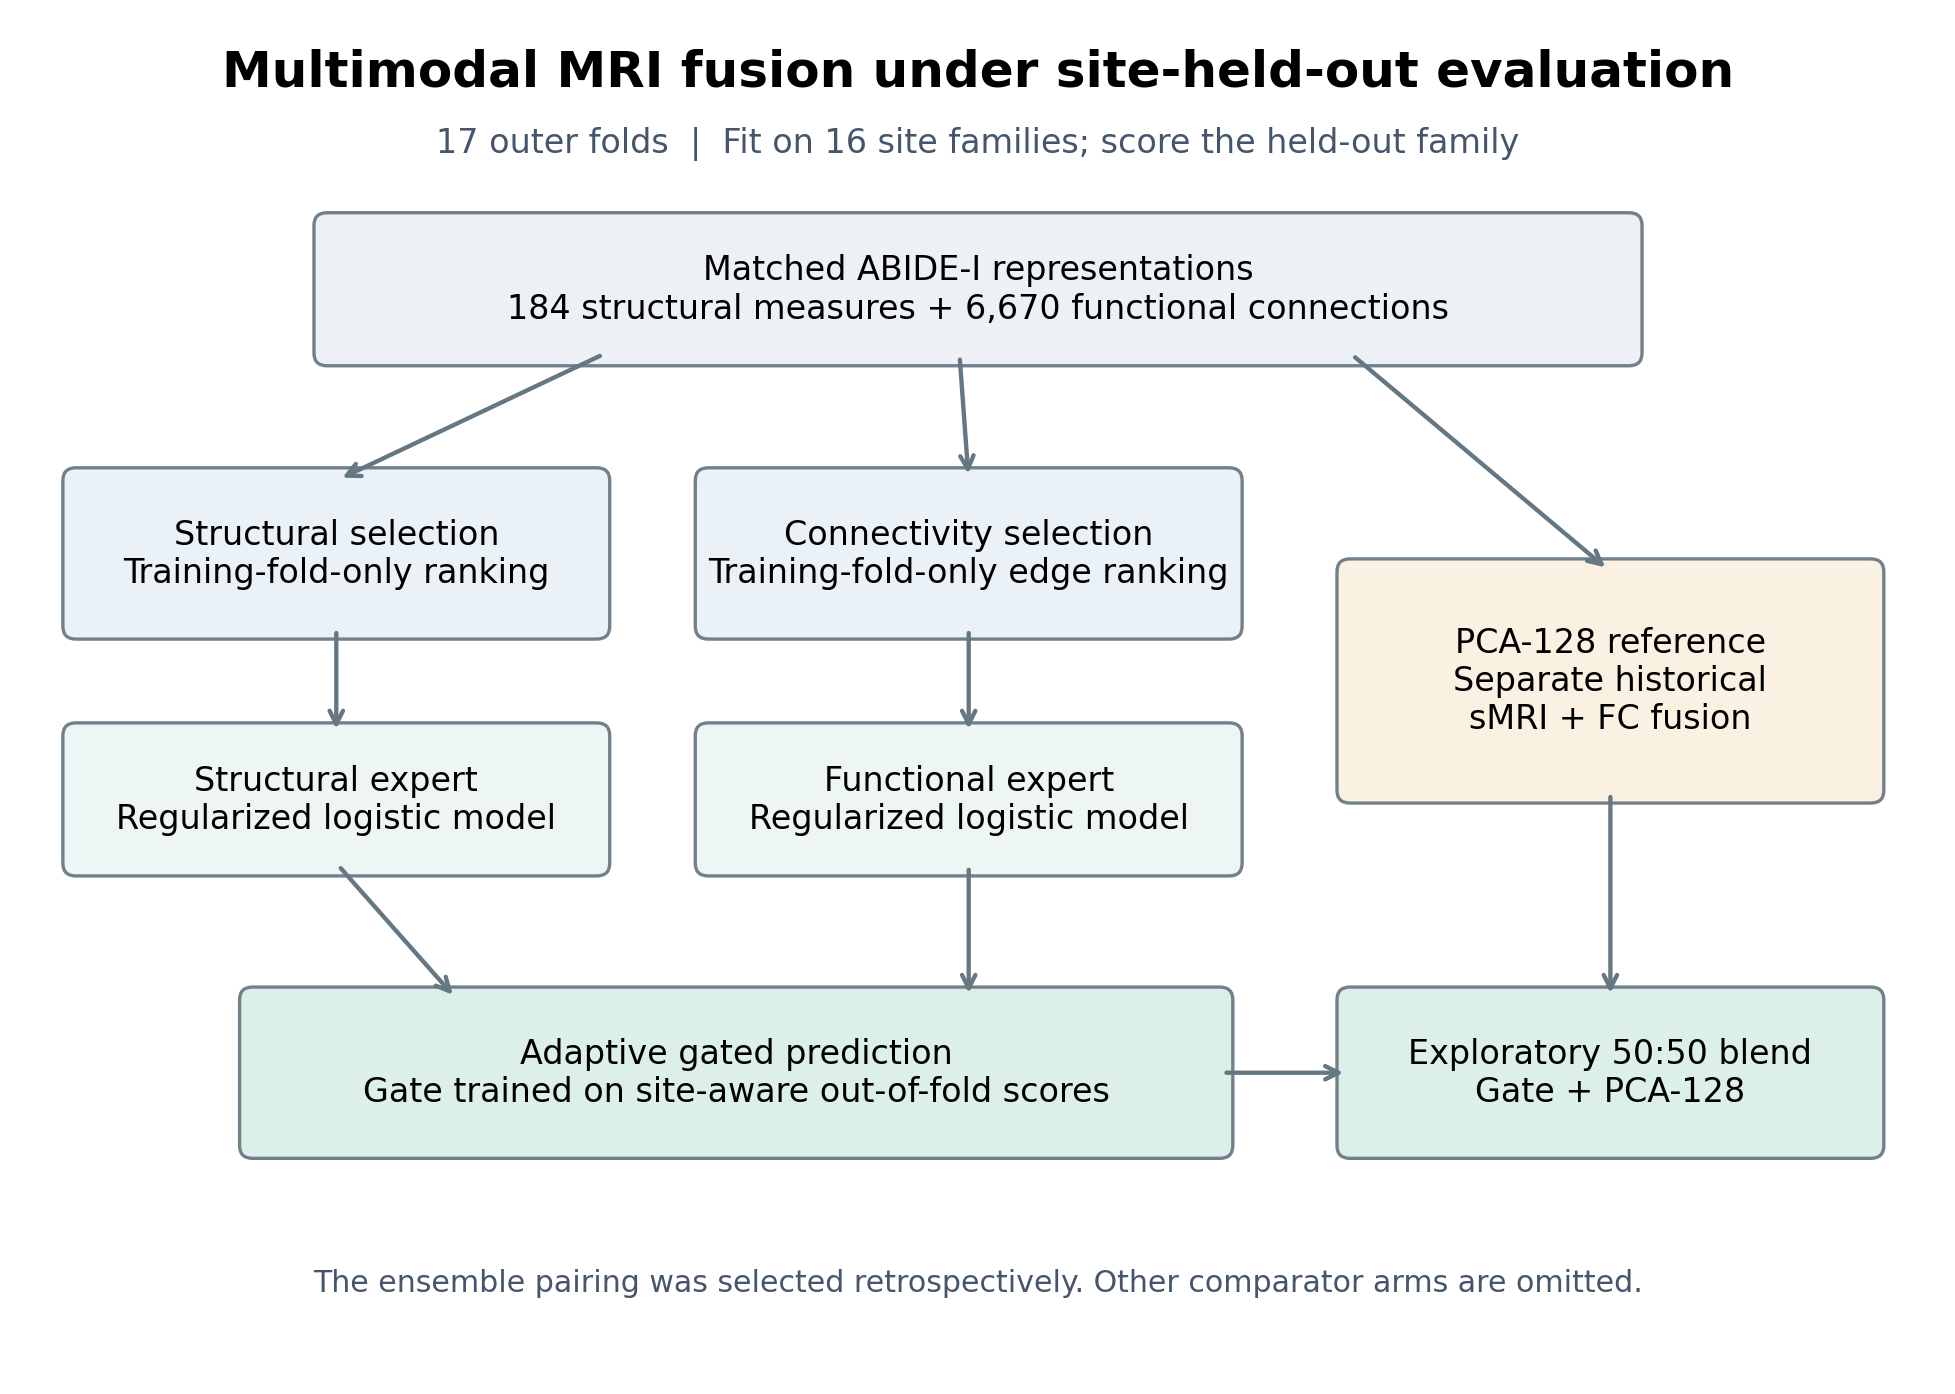 Multimodal MRI fusion under site-held-out evaluation
17 outer folds | Fit on 16 site families; score the held-out family
Matched ABIDE-I representations
184 structural measures + 6,670 functional connections
Structural selection
Training-fold-only ranking
Connectivity selection
Training-fold-only edge ranking
PCA-128 reference
Separate historical
sMRI + FC fusion
Structural expert
Regularized logistic model
Functional expert
Regularized logistic model
Adaptive gated prediction
Gate trained on site-aware out-of-fold scores
Exploratory 50:50 blend
Gate + PCA-128
The ensemble pairing was selected retrospectively. Other comparator arms are omitted.